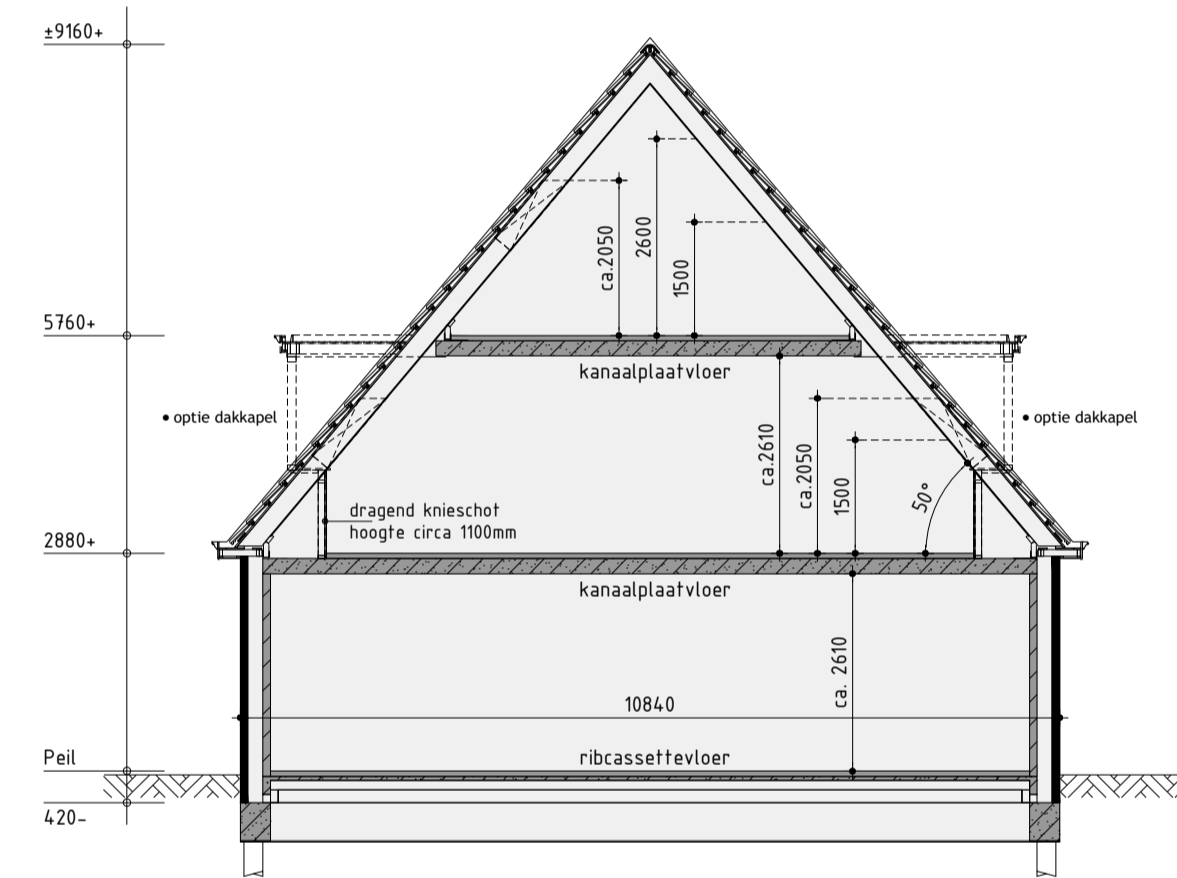 ±9160+
ca.2050
2600
1500
5760+
kanaalplaatvloer
• optie dakkapel
• optie dakkapel
ca.2610
ca.2050
1500
50°
dragend knieschot
hoogte circa 1100mm
2880+
kanaalplaatvloer
ca. 2610
10840
Peil
ribcassettevloer
420-